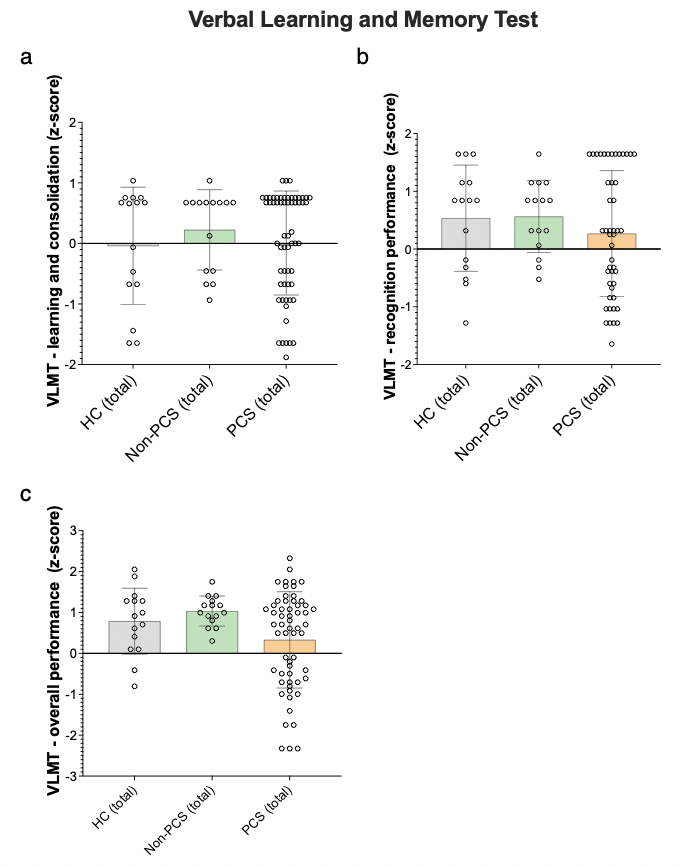 Verbal Learning and Memory Test
a
VLMT - learning and consolidation (z-score)
2
1
0
-1
-2
HC (total)
Non-PCS (total)
PCS (total)
b
VLMT - recognition performance (z-score)
2
1
0
-1
-2
HC (total)
Non-PCS (total)
PCS (total)
c
VLMT - overall performance (z-score)
3
2
1
0
-1
-2
-3
HC (total)
Non-PCS (total)
PCS (total)